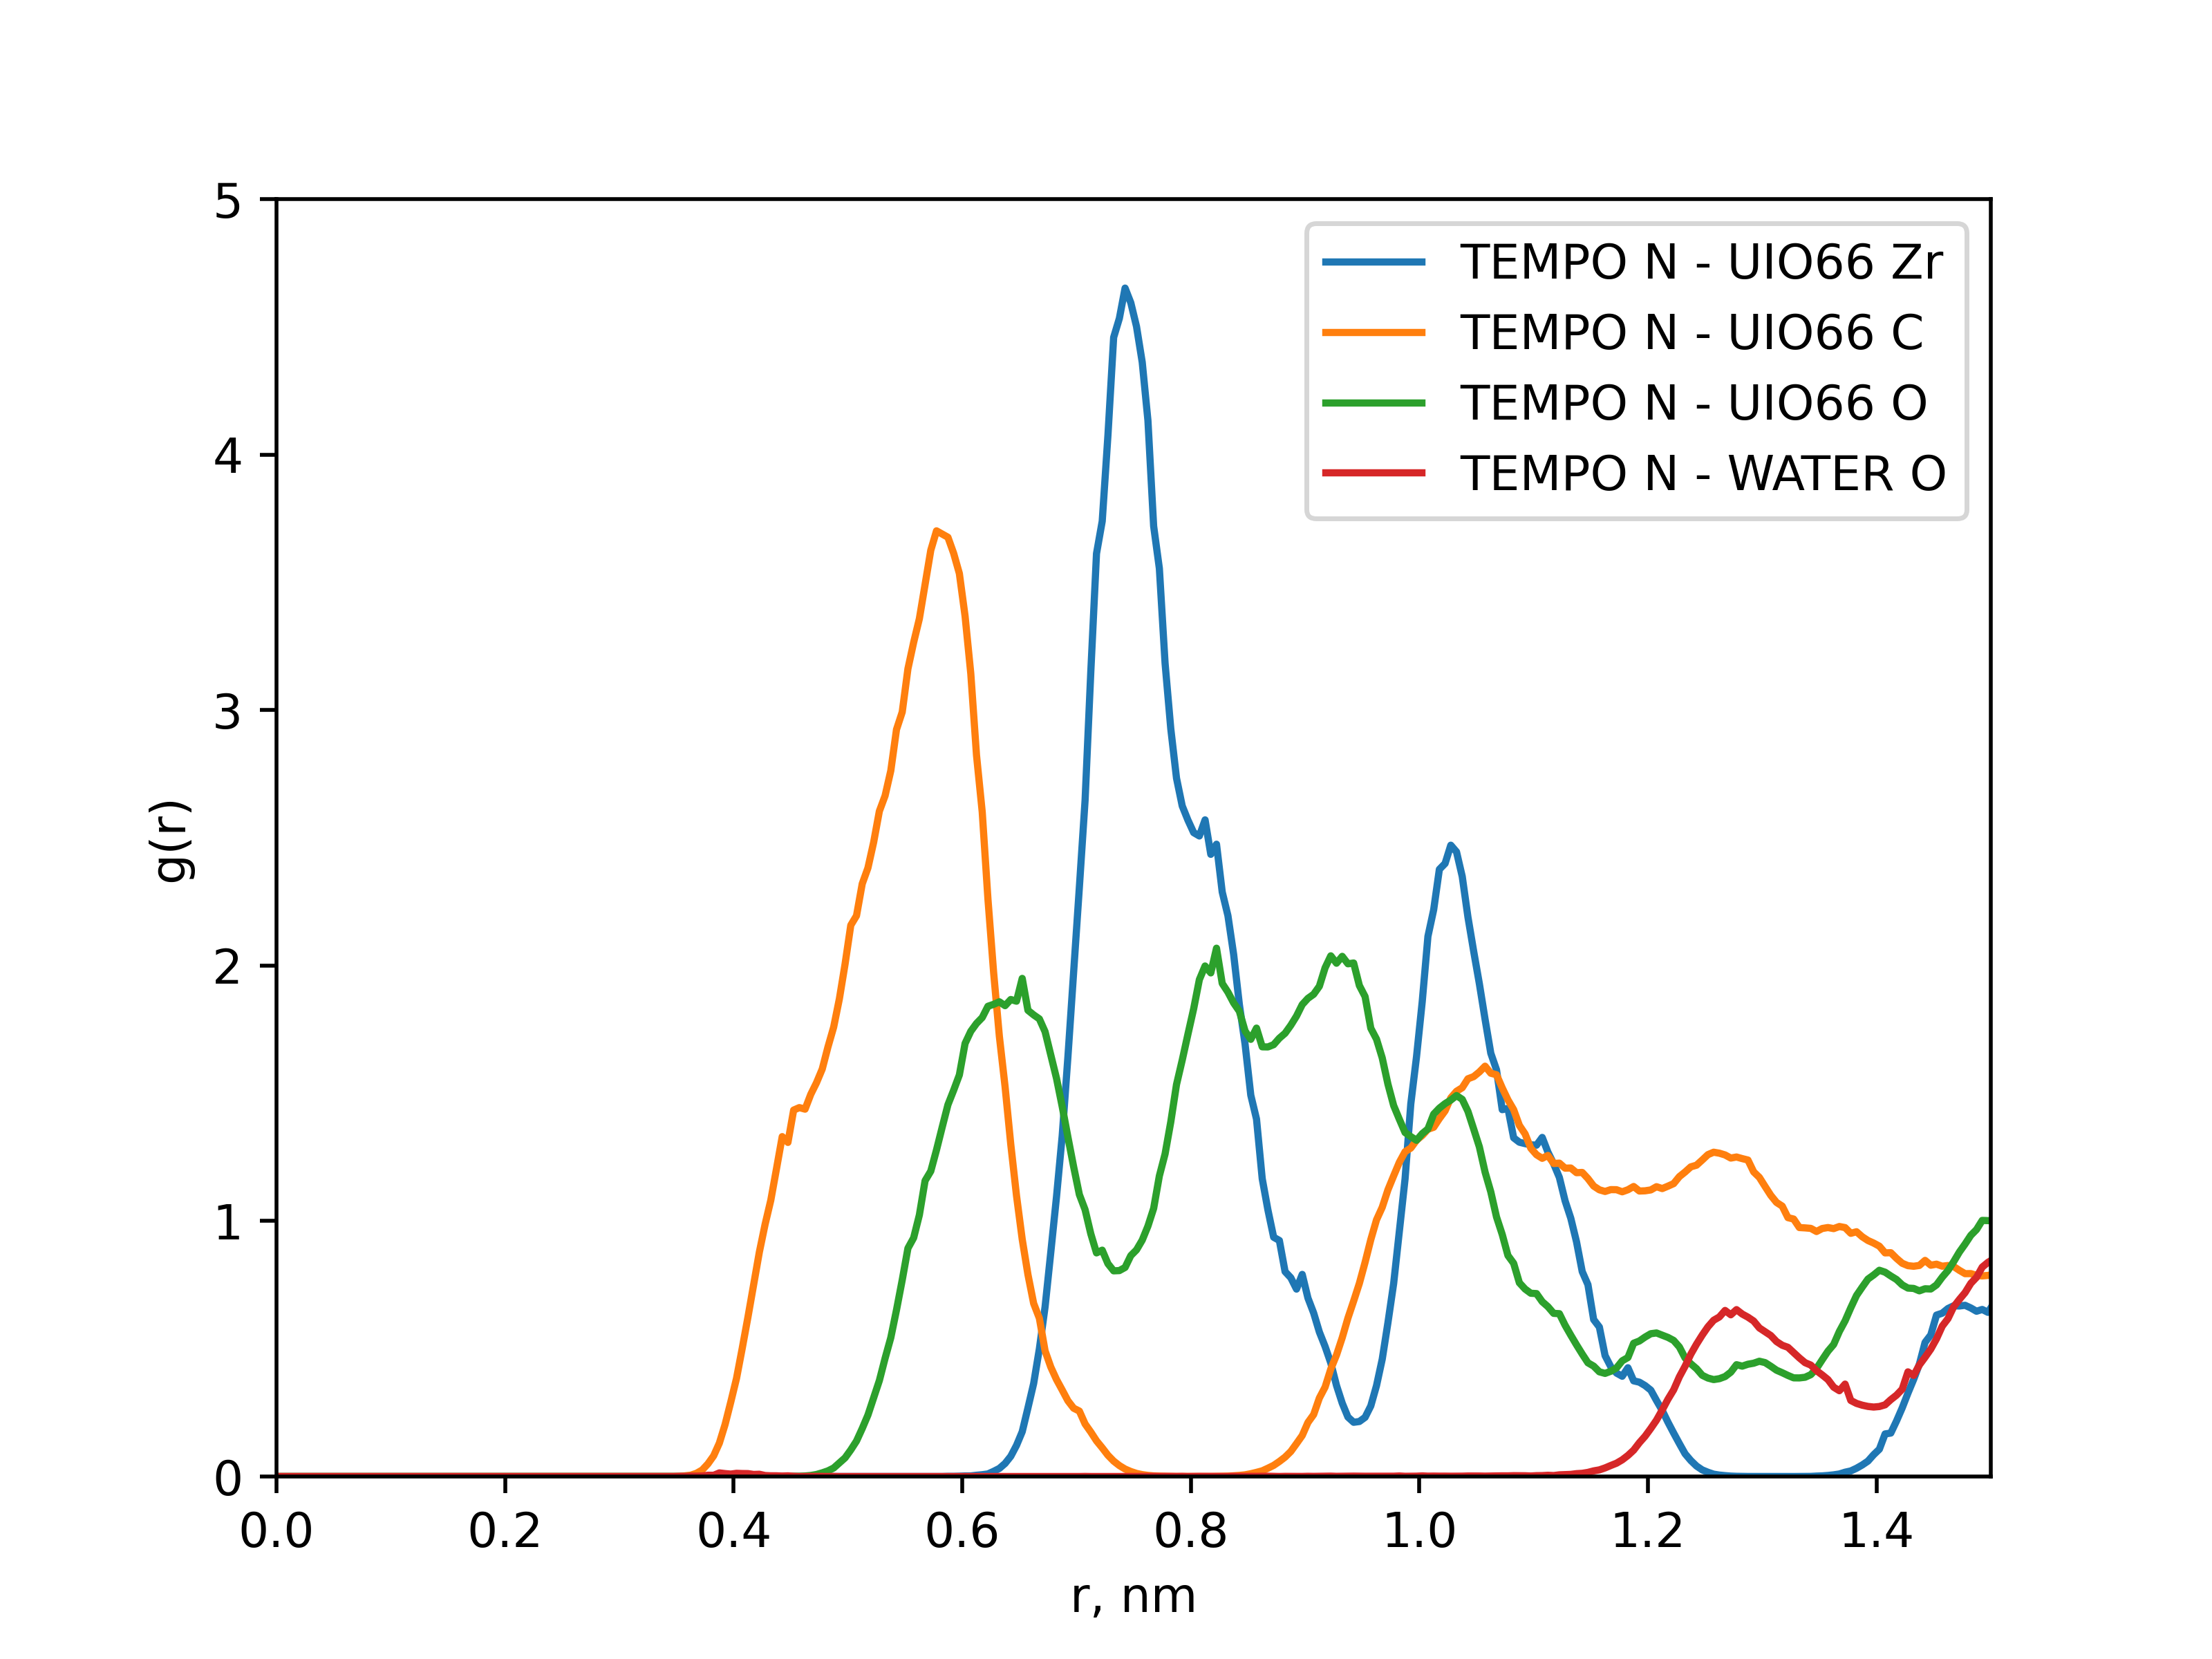 5
4
3
2
1
0
g(r)
0.0 0.2 0.4 0.6 0.8 1.0 1.2 1.4
r, nm
TEMPO N - UIO66 Zr
TEMPO N - UIO66 C
TEMPO N - UIO66 O
TEMPO N - WATER O